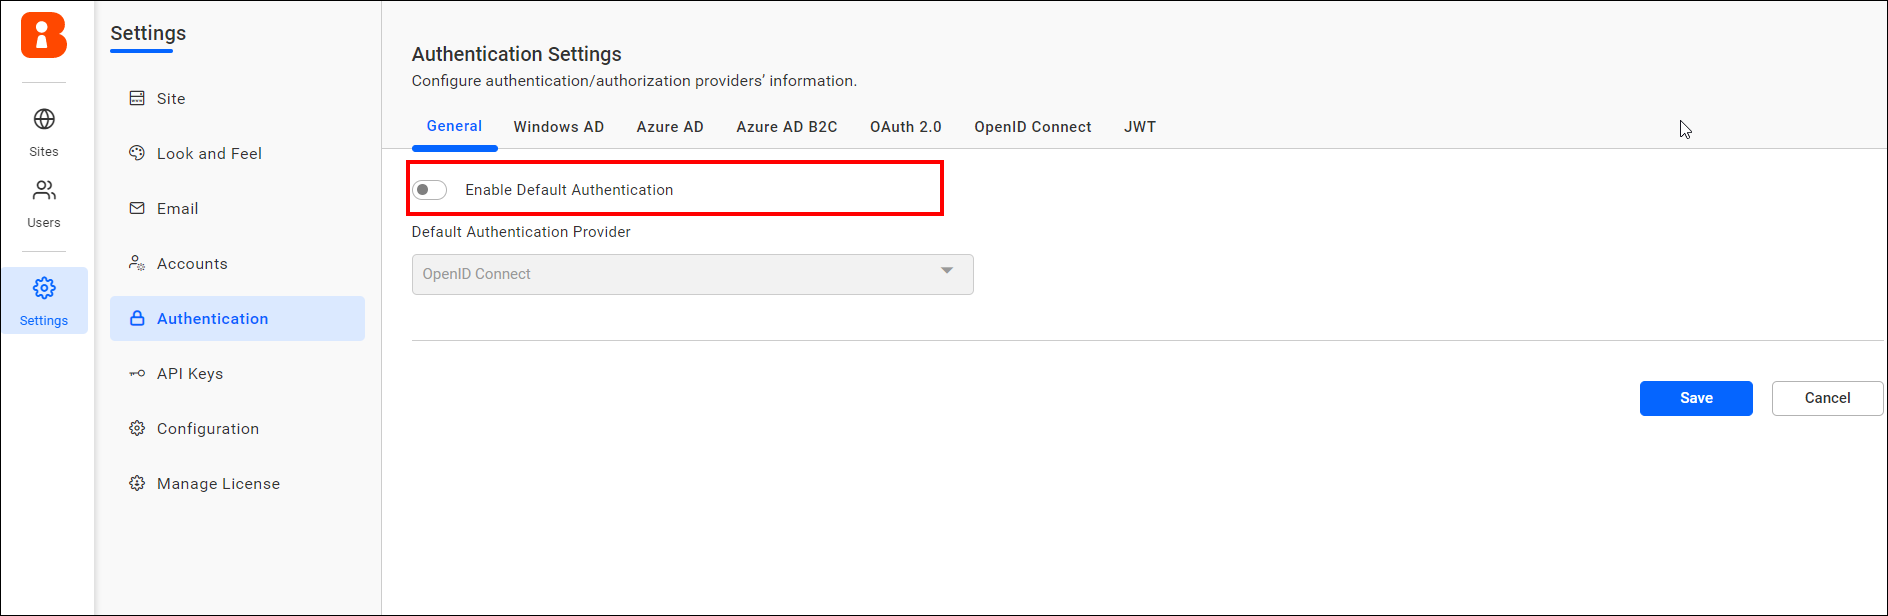 Sites
Users
Settings
Settings
Site
Look and Feel
Email
Accounts
Authentication
API Keys
Configuration
Manage License
Authentication Settings
Configure authentication/authorization providers’ information.
General Windows AD Azure AD Azure AD B2C OAuth 2.0 OpenID Connect JWT
Enable Default Authentication
Default Authentication Provider
OpenID Connect
Save Cancel